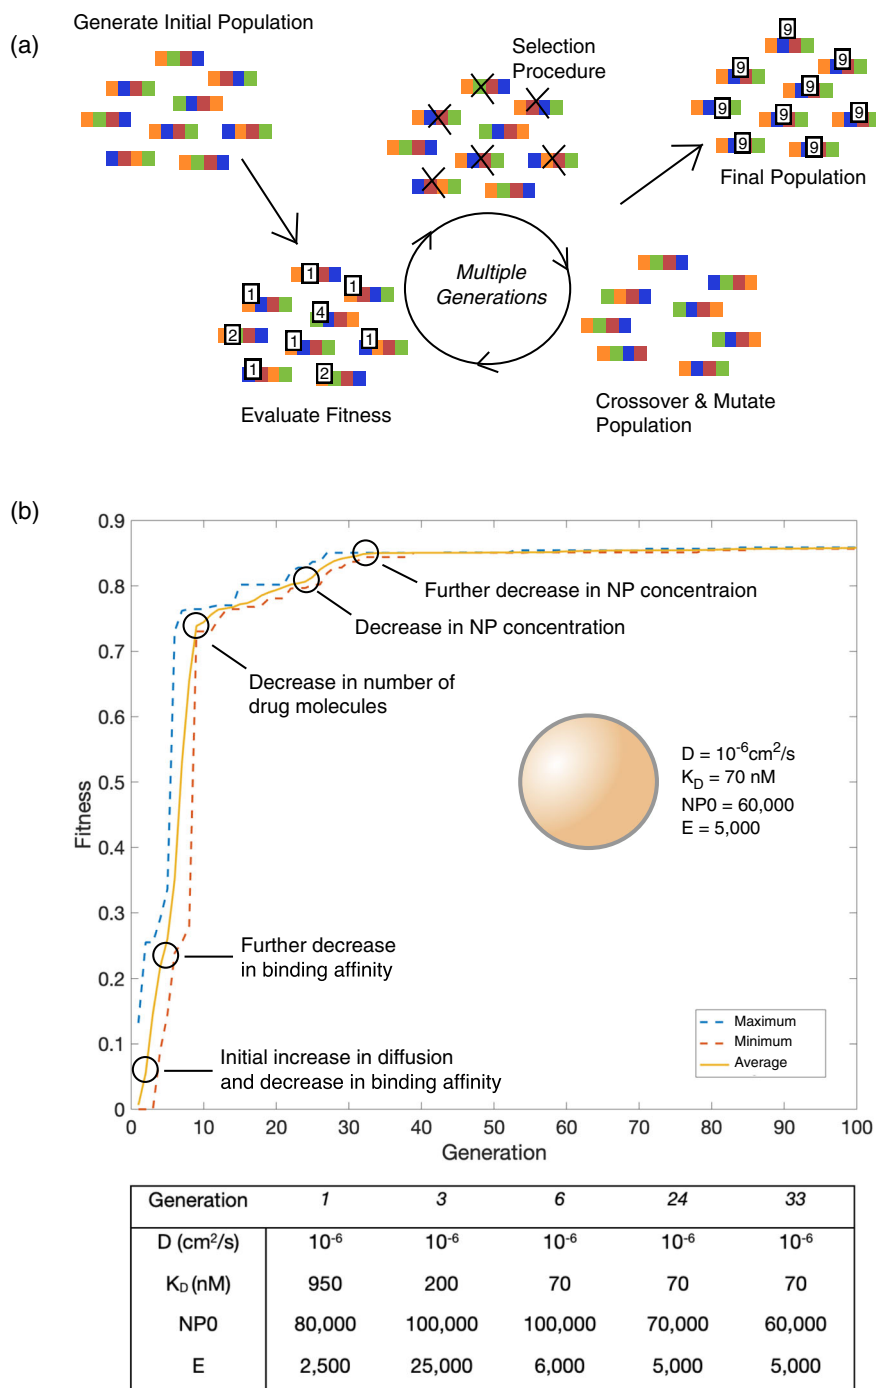 (a)
Generate Initial Population
Selection
Procedure
9
9
9
9
9
9
9
9
9
Final Population
Multiple
Generations
1
1
1
4
2
1
1
1
2
Evaluate Fitness
Crossover & Mutate
Population
(b)
Fitness
0.9
0.8
0.7
0.6
0.5
0.4
0.3
0.2
0.1
0
Further decrease in NP concentraion
Decrease in NP concentration
Decrease in number of
drug molecules
D = 10⁻⁶cm²/s
K_D = 70 nM
NP0 = 60,000
E = 5,000
Further decrease
in binding affinity
Initial increase in diffusion
and decrease in binding affinity
Maximum
Minimum
Average
0 10 20 30 40 50 60 70 80 90 100
Generation
Generation 1 3 6 24 33
D (cm²/s) 10⁻⁶ 10⁻⁶ 10⁻⁶ 10⁻⁶ 10⁻⁶
K_D (nM) 950 200 70 70 70
NP0 80,000 100,000 100,000 70,000 60,000
E 2,500 25,000 6,000 5,000 5,000